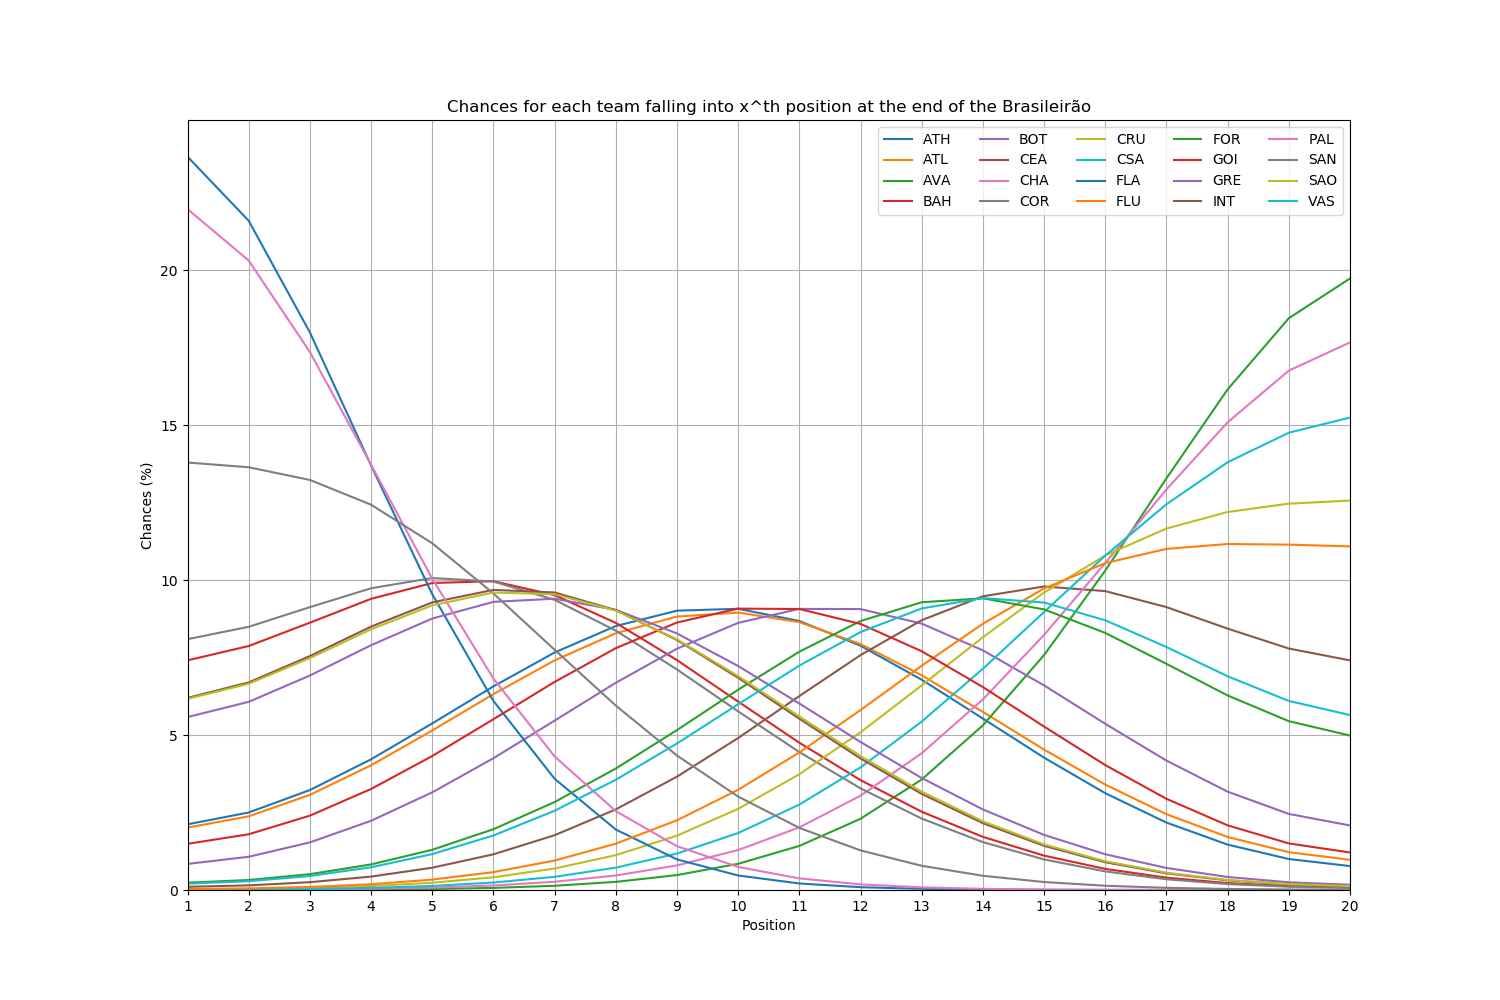 Chances for each team falling into x^th position at the end of the Brasileirão
ATH BOT CRU FOR PAL
ATL CEA CSA GOI SAN
AVA CHA FLA GRE SAO
BAH COR FLU INT VAS
20
15
10
5
0
Chances (%)
1 2 3 4 5 6 7 8 9 10 11 12 13 14 15 16 17 18 19 20
Position